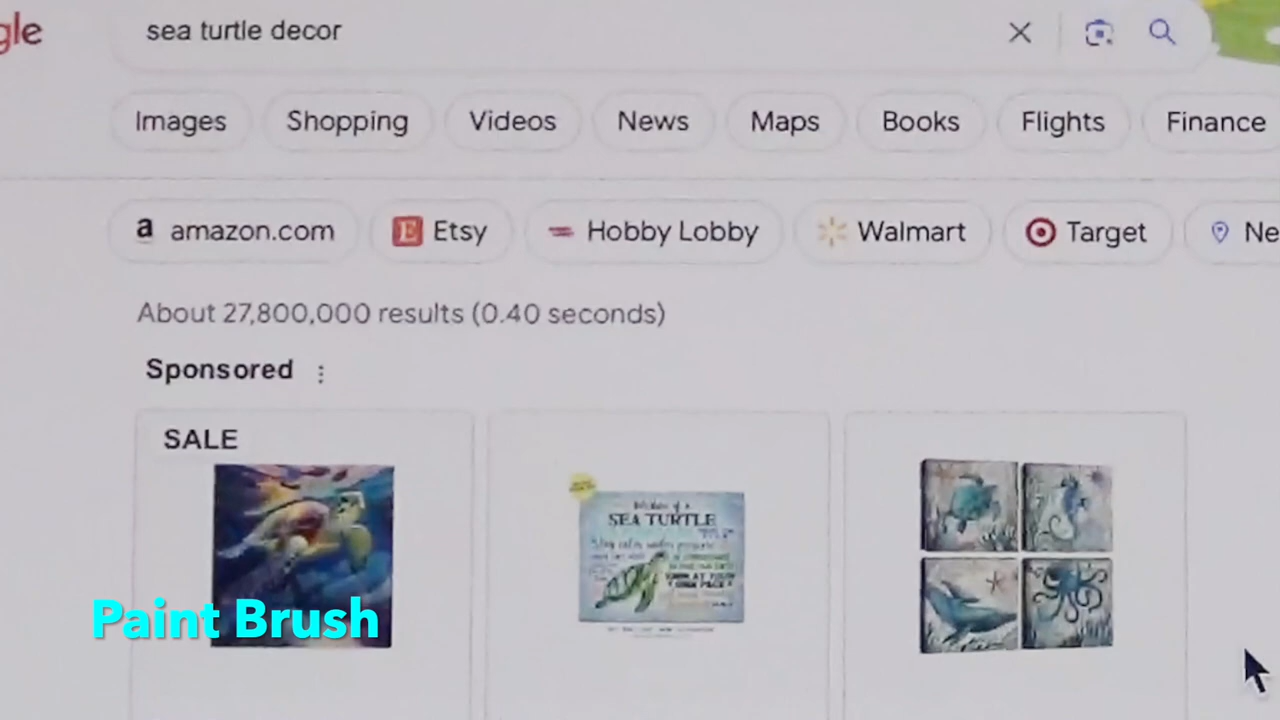 gle
sea turtle decor
Images Shopping Videos News Maps Books Flights Finance
amazon.com Etsy Hobby Lobby Walmart Target Ne
About 27,800,000 results (0.40 seconds)
Sponsored
SALE
SEA TURTLE
Paint Brush